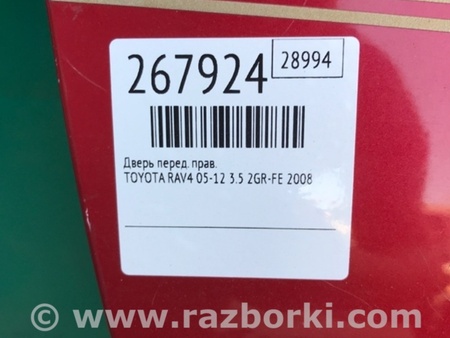 267924
28994
Дверь перед. прав.
TOYOTA RAV4 05-12 3.5 2GR-FE 2008
© www.razborki.com